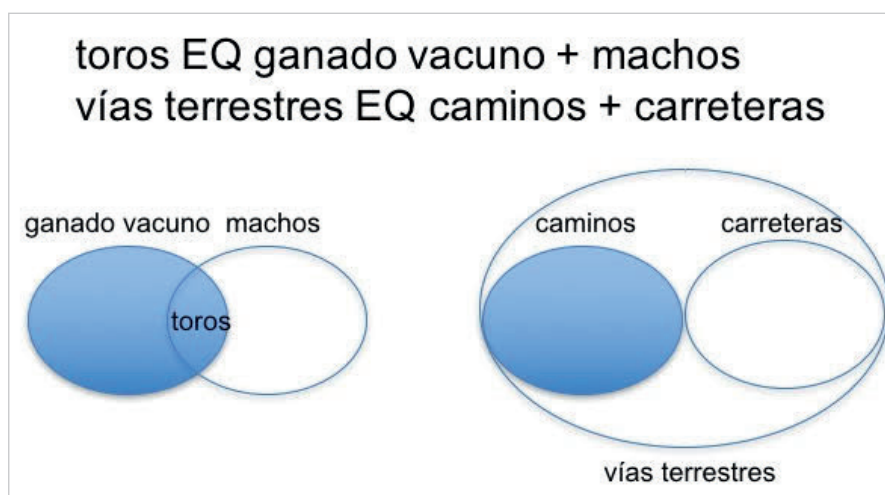 toros EQ ganado vacuno + machos
vías terrestres EQ caminos + carreteras
ganado vacuno machos
toros
caminos carreteras
vías terrestres